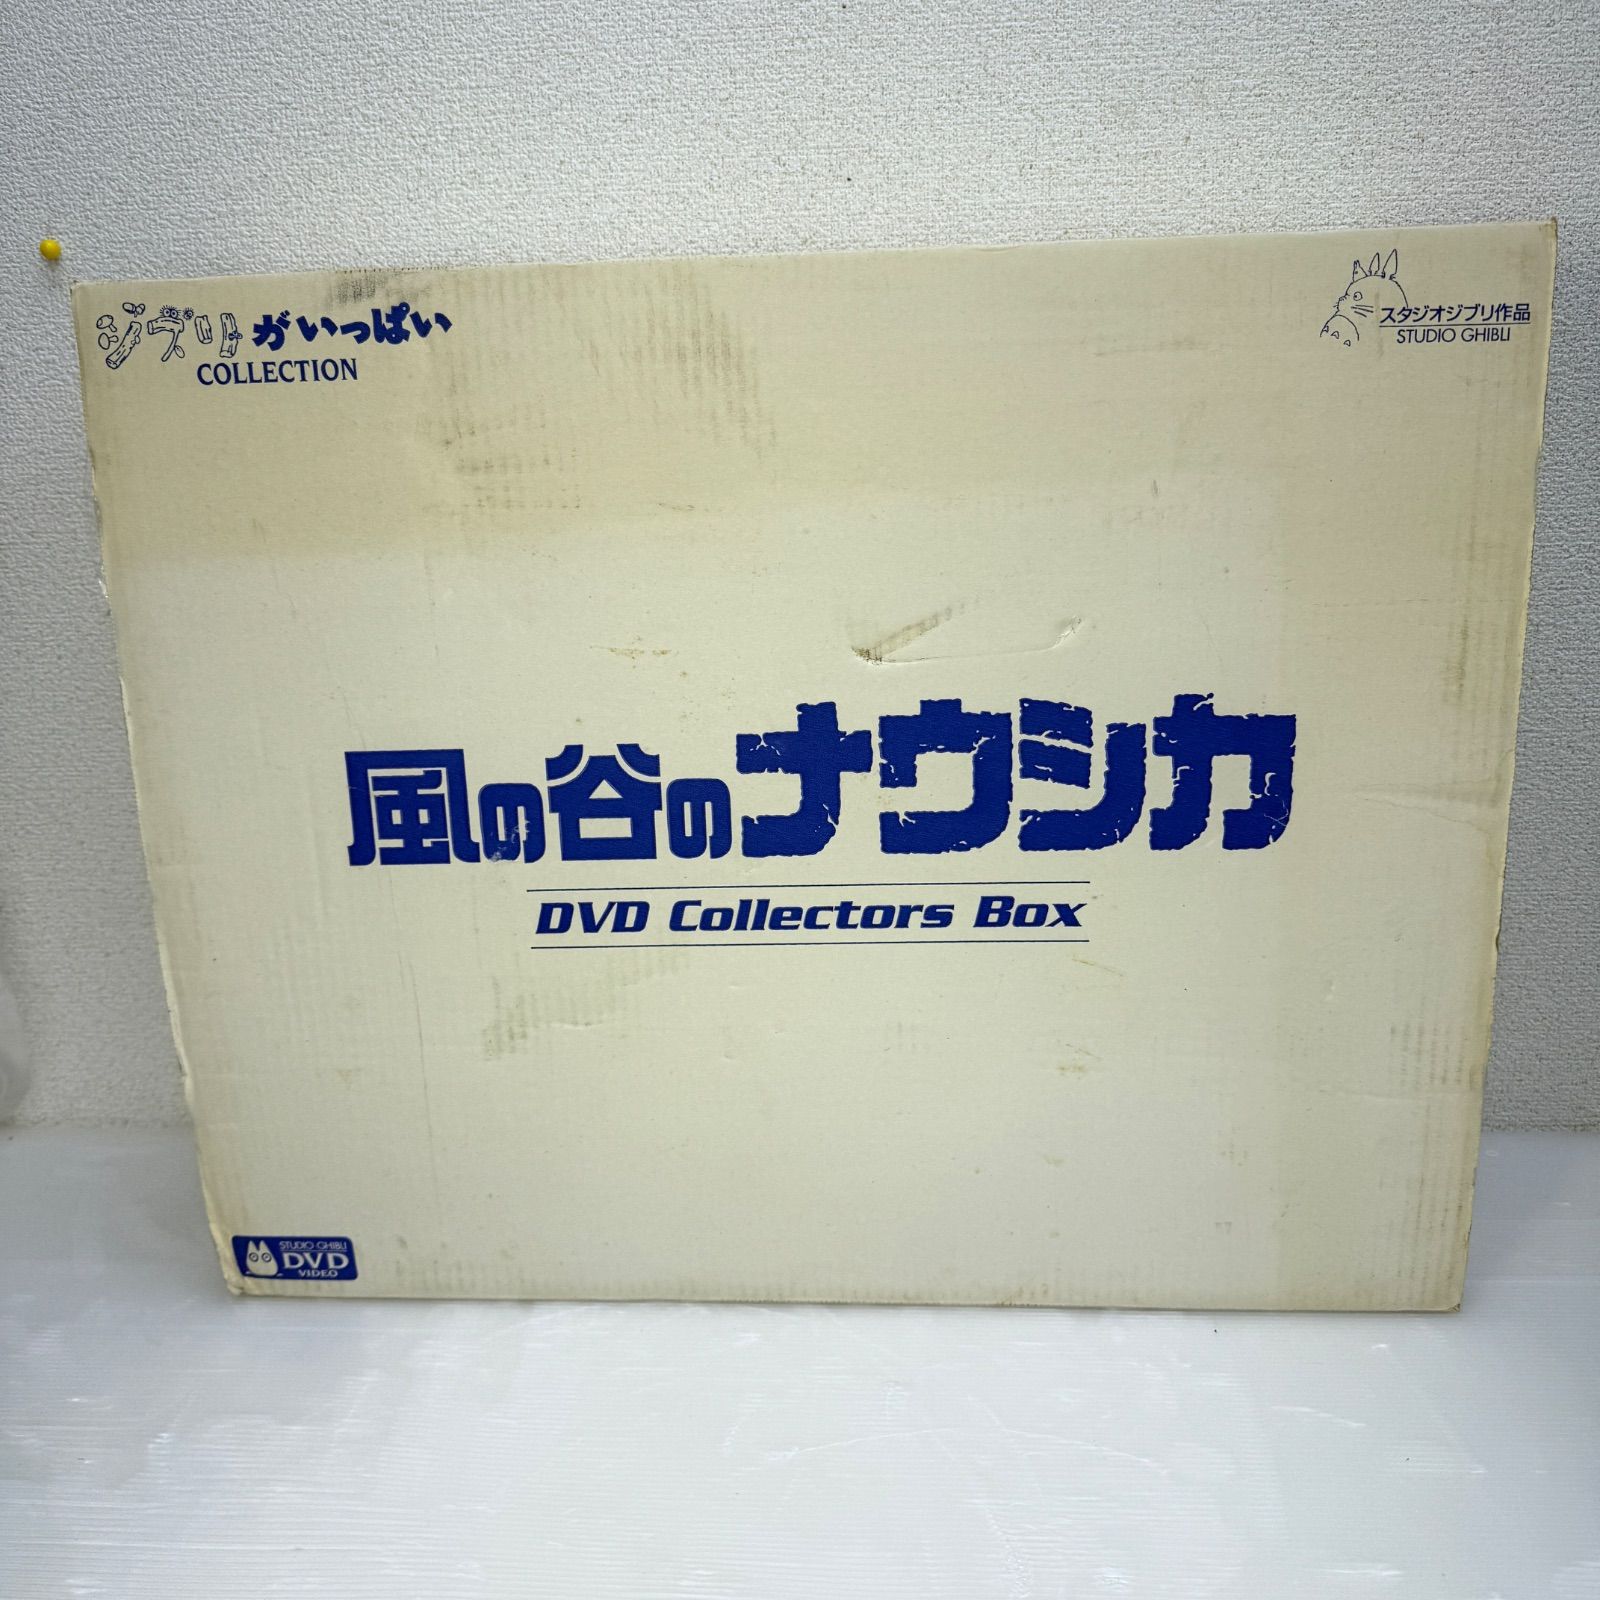 ジブリがいっぱい
COLLECTION
スタジオジブリ作品
STUDIO GHIBLI
風の谷のナウシカ
DVD Collectors Box
STUDIO GHIBLI
DVD
VIDEO